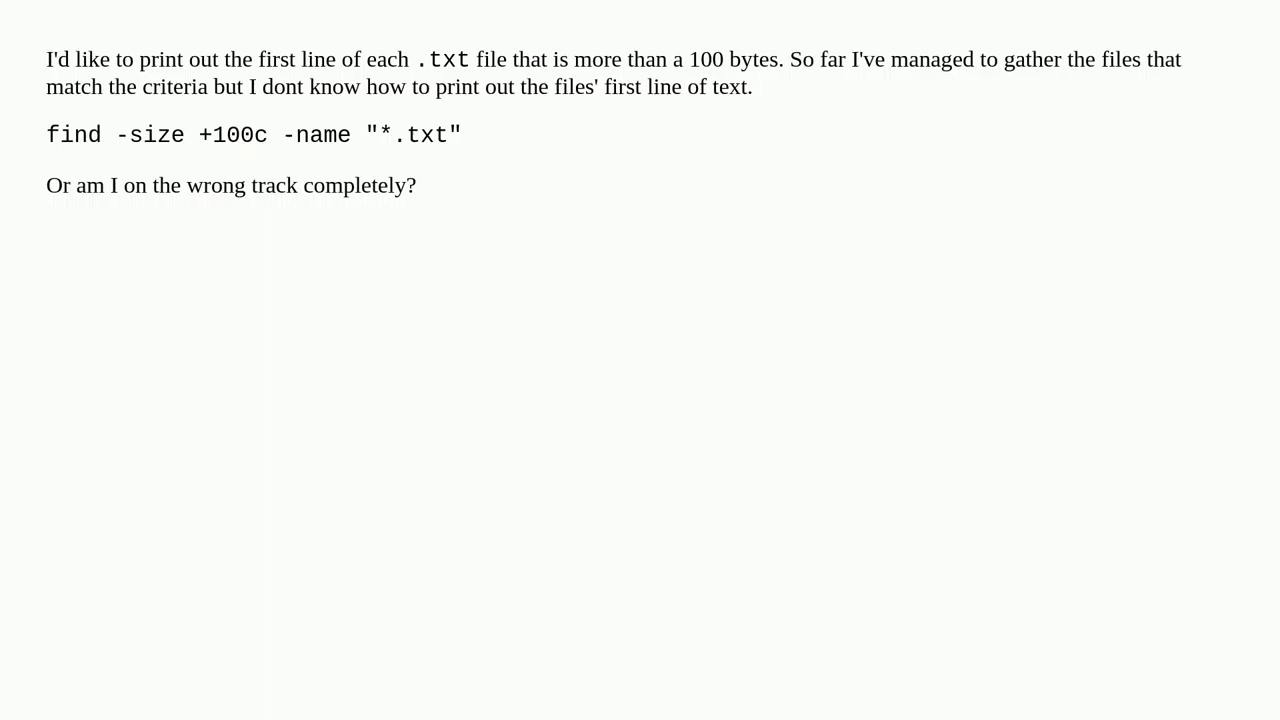 I'd like to print out the first line of each .txt file that is more than a 100 bytes. So far I've managed to gather the files that
match the criteria but I dont know how to print out the files' first line of text.
find -size +100c -name "*.txt"
Or am I on the wrong track completely?